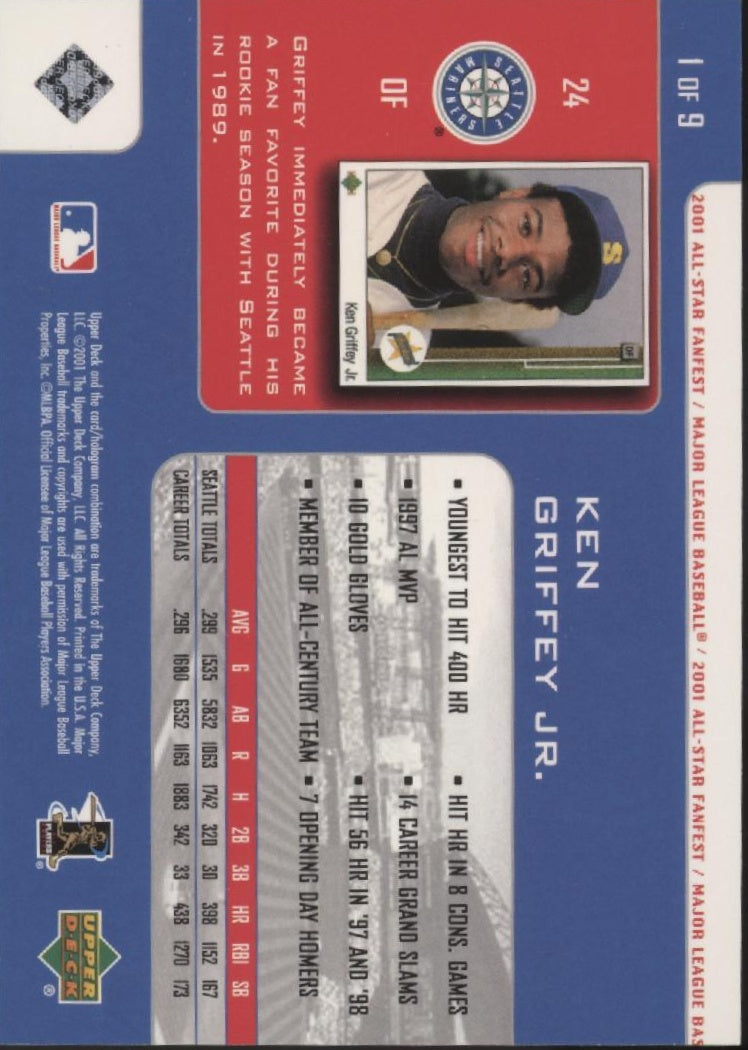 1 OF 9
2001 ALL-STAR FANFEST / MAJOR LEAGUE BASEBALL® / 2001 ALL-STAR FANFEST / MAJOR LEAGUE BAS
24
SEATTLE
MARINERS
®
OF
OF
Ken Griffey Jr.
GRIFFEY IMMEDIATELY BECAME
A FAN FAVORITE DURING HIS
ROOKIE SEASON WITH SEATTLE
IN 1989.
KEN
GRIFFEY JR.
▪ YOUNGEST TO HIT 400 HR ▪ HIT HR IN 8 CONS. GAMES
▪ 1997 AL MVP ▪ 14 CAREER GRAND SLAMS
▪ 10 GOLD GLOVES ▪ HIT 56 HR IN '97 AND '98
▪ MEMBER OF ALL-CENTURY TEAM ▪ 7 OPENING DAY HOMERS
AVG G AB R H 2B 3B HR RBI SB
SEATTLE TOTALS .299 1535 5832 1063 1742 320 30 398 1152 167
CAREER TOTALS .296 1680 6352 1163 1883 342 33 438 1270 173
MAJOR LEAGUE BASEBALL
Upper Deck and the card/hologram combination are trademarks of The Upper Deck Company,
LLC ©2001 The Upper Deck Company, LLC All Rights Reserved. Printed in the U.S.A. Major
League Baseball trademarks and copyrights are used with permission of Major League Baseball
Properties, Inc. ©MLBPA Official Licensee of Major League Baseball Players Association.
PLAYERS
®
UPPER
DECK
®